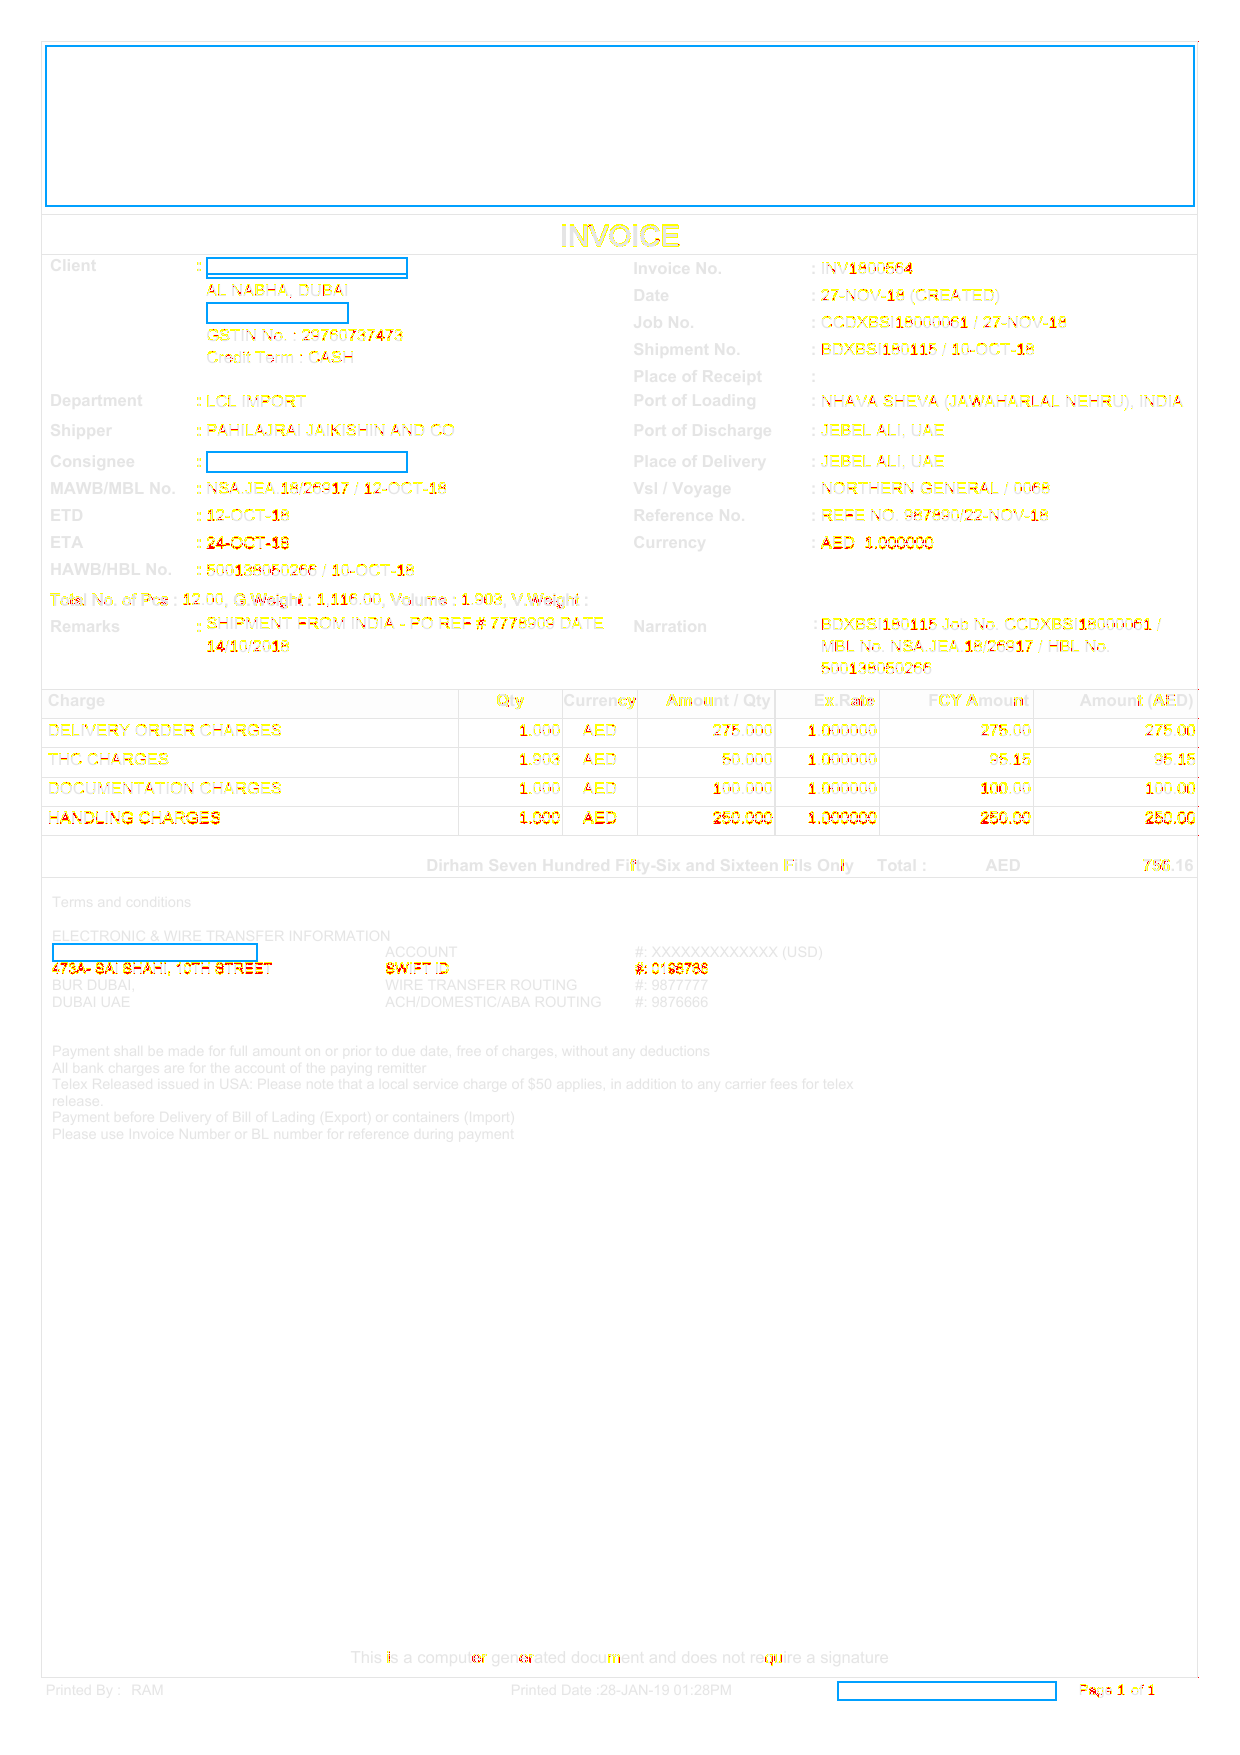 INVOICE
Client :
AL NABHA, DUBAI
GSTIN No. : 29760737473
Credit Term : CASH
Invoice No. : INV1800564
Date : 27-NOV-18 (CREATED)
Job No. : CCDXBSI18000061 / 27-NOV-18
Shipment No. : BDXBSI180115 / 10-OCT-18
Place of Receipt :
Department : LCL IMPORT
Port of Loading : NHAVA SHEVA (JAWAHARLAL NEHRU), INDIA
Shipper : PAHILAJRAI JAIKISHIN AND CO
Port of Discharge : JEBEL ALI, UAE
Consignee :
Place of Delivery : JEBEL ALI, UAE
MAWB/MBL No. : NSA.JEA.18/26917 / 12-OCT-18
Vsl / Voyage : NORTHERN GENERAL / 0068
ETD : 12-OCT-18
Reference No. : REFE NO. 987890/22-NOV-18
ETA : 24-OCT-18
Currency : AED 1.000000
HAWB/HBL No. : / 10-OCT-18
Total No. of Pcs : 12.00, G.Weight : 1,115.00, Volume : 1.903, V.Weight :
Remarks : SHIPMENT FROM INDIA - PO REF # 7778909 DATE
14/10/2018
Narration : BDXBSI180115 Job No. CCDXBSI18000061 /
MBL No. NSA.JEA.18/26917 / HBL No.
Charge Qty Currency Amount / Qty Ex.Rate FCY Amount Amount (AED)
DELIVERY ORDER CHARGES 1.000 AED 275.000 1.000000 275.00 275.00
THC CHARGES 1.903 AED 50.000 1.000000 95.15 95.15
DOCUMENTATION CHARGES 1.000 AED 100.000 1.000000 100.00 100.00
HANDLING CHARGES 1.000 AED 250.000 1.000000 250.00 250.00
Dirham Seven Hundred Fifty-Six and Sixteen Fils Only Total : AED
Terms and conditions
ELECTRONIC & WIRE TRANSFER INFORMATION
ACCOUNT #: XXXXXXXXXXXXX (USD)
473A- SAI SHAHI, 10TH STREET SWIFT ID #: 0198786
BUR DUBAI, WIRE TRANSFER ROUTING #: 9877777
DUBAI UAE ACH/DOMESTIC/ABA ROUTING #: 9876666
Payment shall be made for full amount on or prior to due date, free of charges, without any deductions
All bank charges are for the account of the paying remitter
Telex Released issued in USA: Please note that a local service charge of $50 applies, in addition to any carrier fees for telex
release.
Payment before Delivery of Bill of Lading (Export) or containers (Import)
Please use Invoice Number or BL number for reference during payment
This is a computer generated document and does not require a signature
Printed By : RAM Printed Date :28-JAN-19 01:28PM Page 1 of 1